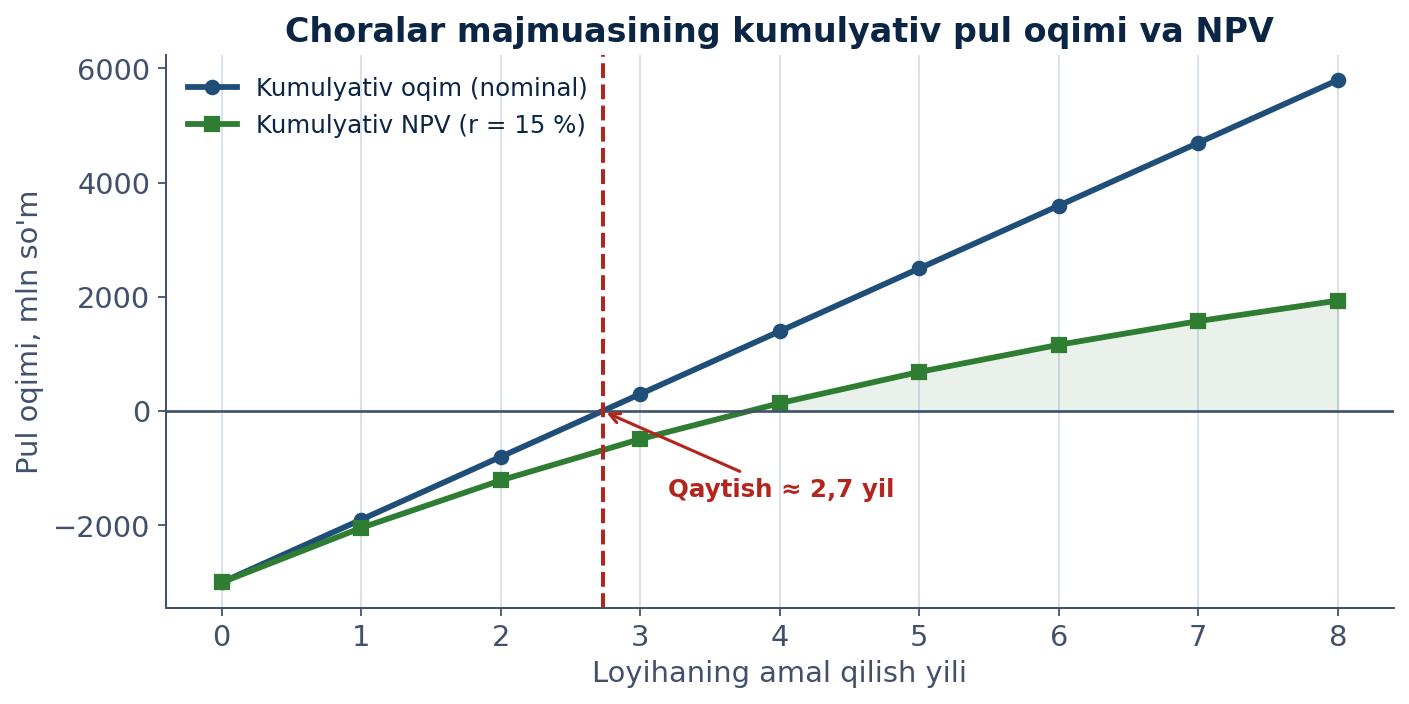 Choralar majmuasining kumulyativ pul oqimi va NPV
Kumulyativ oqim (nominal)
Kumulyativ NPV (r = 15 %)
Pul oqimi, mln so'm
6000
4000
2000
0
−2000
Qaytish ≈ 2,7 yil
0 1 2 3 4 5 6 7 8
Loyihaning amal qilish yili